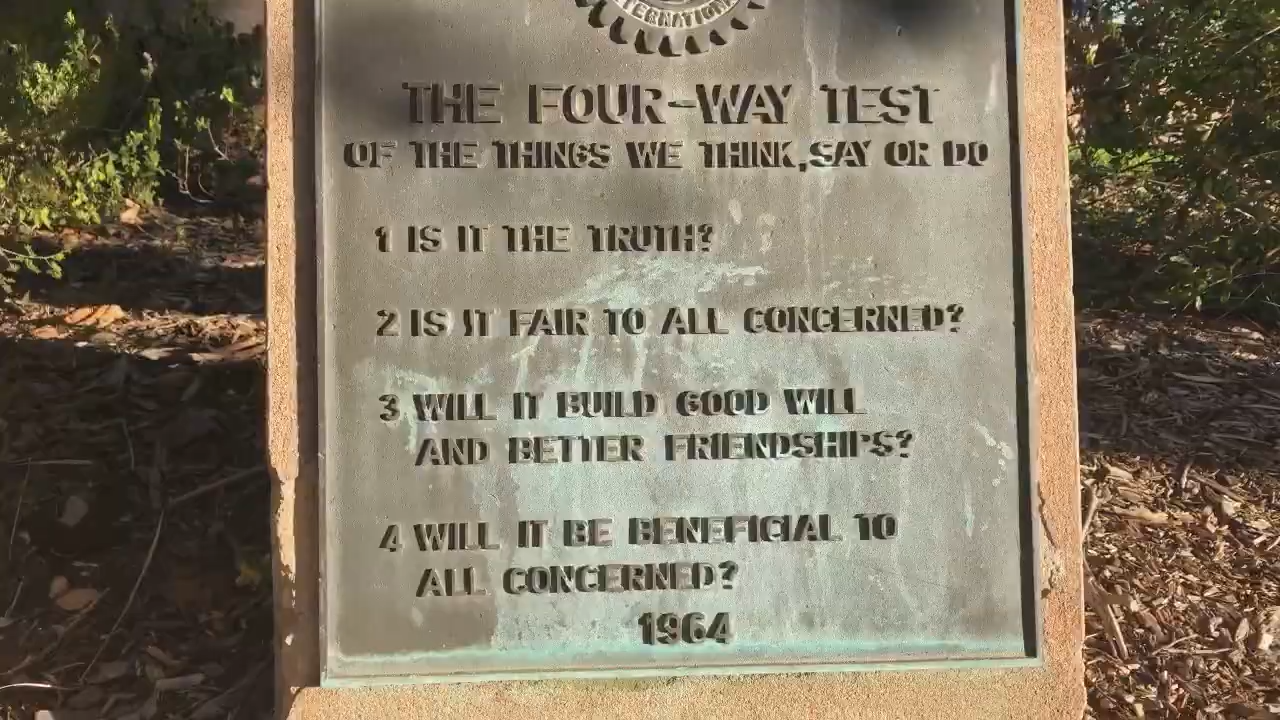 INTERNATIONAL
THE FOUR-WAY TEST
OF THE THINGS WE THINK, SAY OR DO
1 IS IT THE TRUTH?
2 IS IT FAIR TO ALL CONCERNED?
3 WILL IT BUILD GOOD WILL
AND BETTER FRIENDSHIPS?
4 WILL IT BE BENEFICIAL TO
ALL CONCERNED?
1964